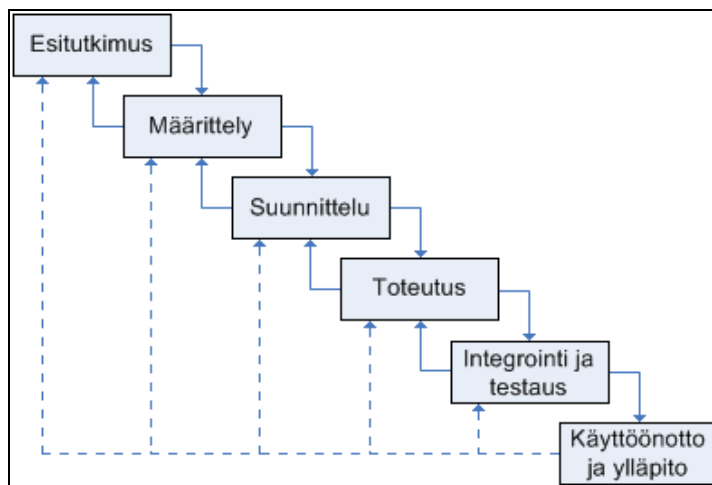 Esitutkimus
Määrittely
Suunnittelu
Toteutus
Integrointi ja
testaus
Käyttöönotto
ja ylläpito